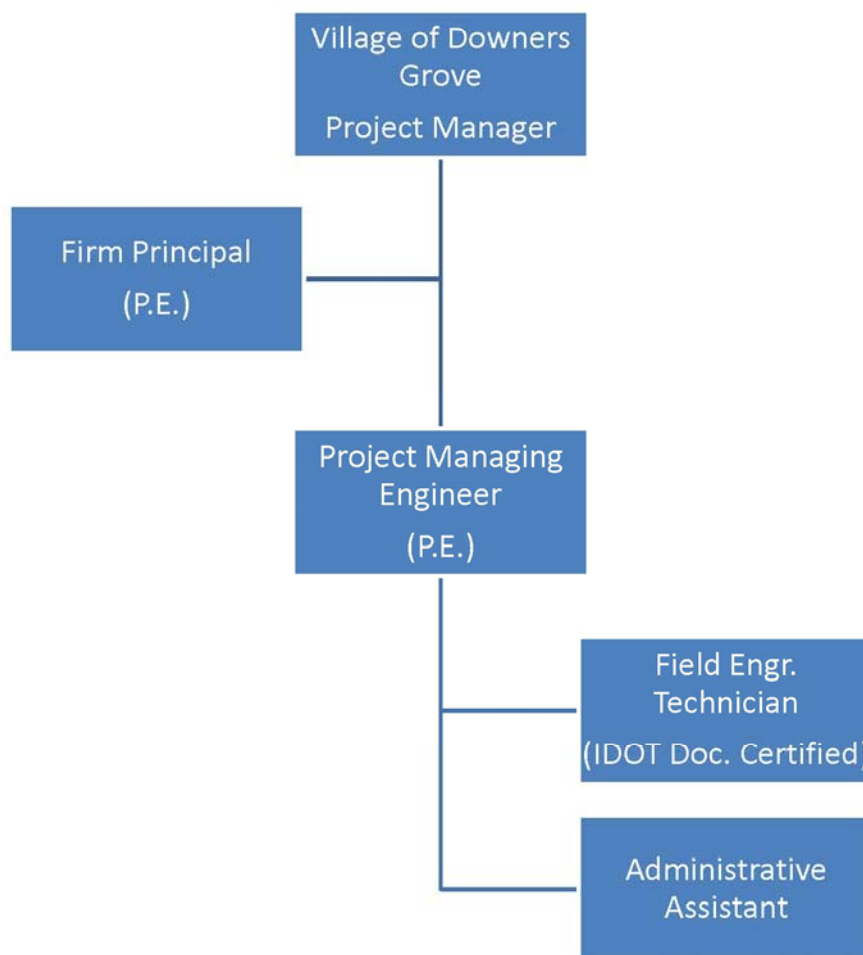 Village of Downers
Grove
Project Manager
Firm Principal
(P.E.)
Project Managing
Engineer
(P.E.)
Field Engr.
Technician
(IDOT Doc. Certified)
Administrative
Assistant